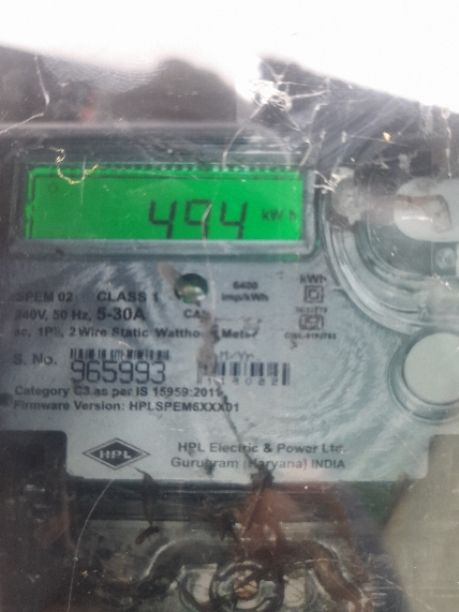 494 kWh
SPEM 02 CLASS 1 6400 kWh
240V, 50 Hz, 5-30A CAL imp/kWh
ac, 1Ph, 2 Wire Static Watthour Meter
S. No. 965993
Category C3 as per IS 15959:2011
Firmware Version: HPLSPEM6XXX01
HPL HPL Electric & Power Ltd.
Gurugram (Haryana) INDIA